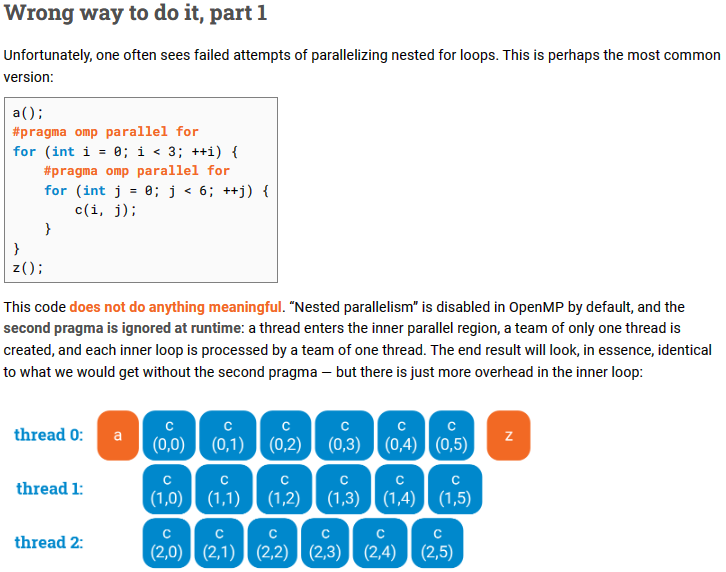 Wrong way to do it, part 1
Unfortunately, one often sees failed attempts of parallelizing nested for loops. This is perhaps the most common
version:
a();
#pragma omp parallel for
for (int i = 0; i < 3; ++i) {
    #pragma omp parallel for
    for (int j = 0; j < 6; ++j) {
        c(i, j);
    }
}
z();
This code does not do anything meaningful. “Nested parallelism” is disabled in OpenMP by default, and the
second pragma is ignored at runtime: a thread enters the inner parallel region, a team of only one thread is
created, and each inner loop is processed by a team of one thread. The end result will look, in essence, identical
to what we would get without the second pragma — but there is just more overhead in the inner loop:
c c c c c c
thread 0: a (0,0) (0,1) (0,2) (0,3) (0,4) (0,5) z
c c c c c c
thread 1: (1,0) (1,1) (1,2) (1,3) (1,4) (1,5)
c c c c c c
thread 2: (2,0) (2,1) (2,2) (2,3) (2,4) (2,5)